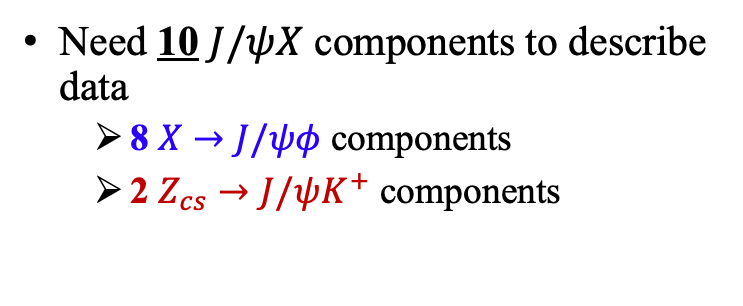 • Need 10 J/ψX components to describe
data
➢ 8 X → J/ψϕ components
➢ 2 Z_cs → J/ψK⁺ components